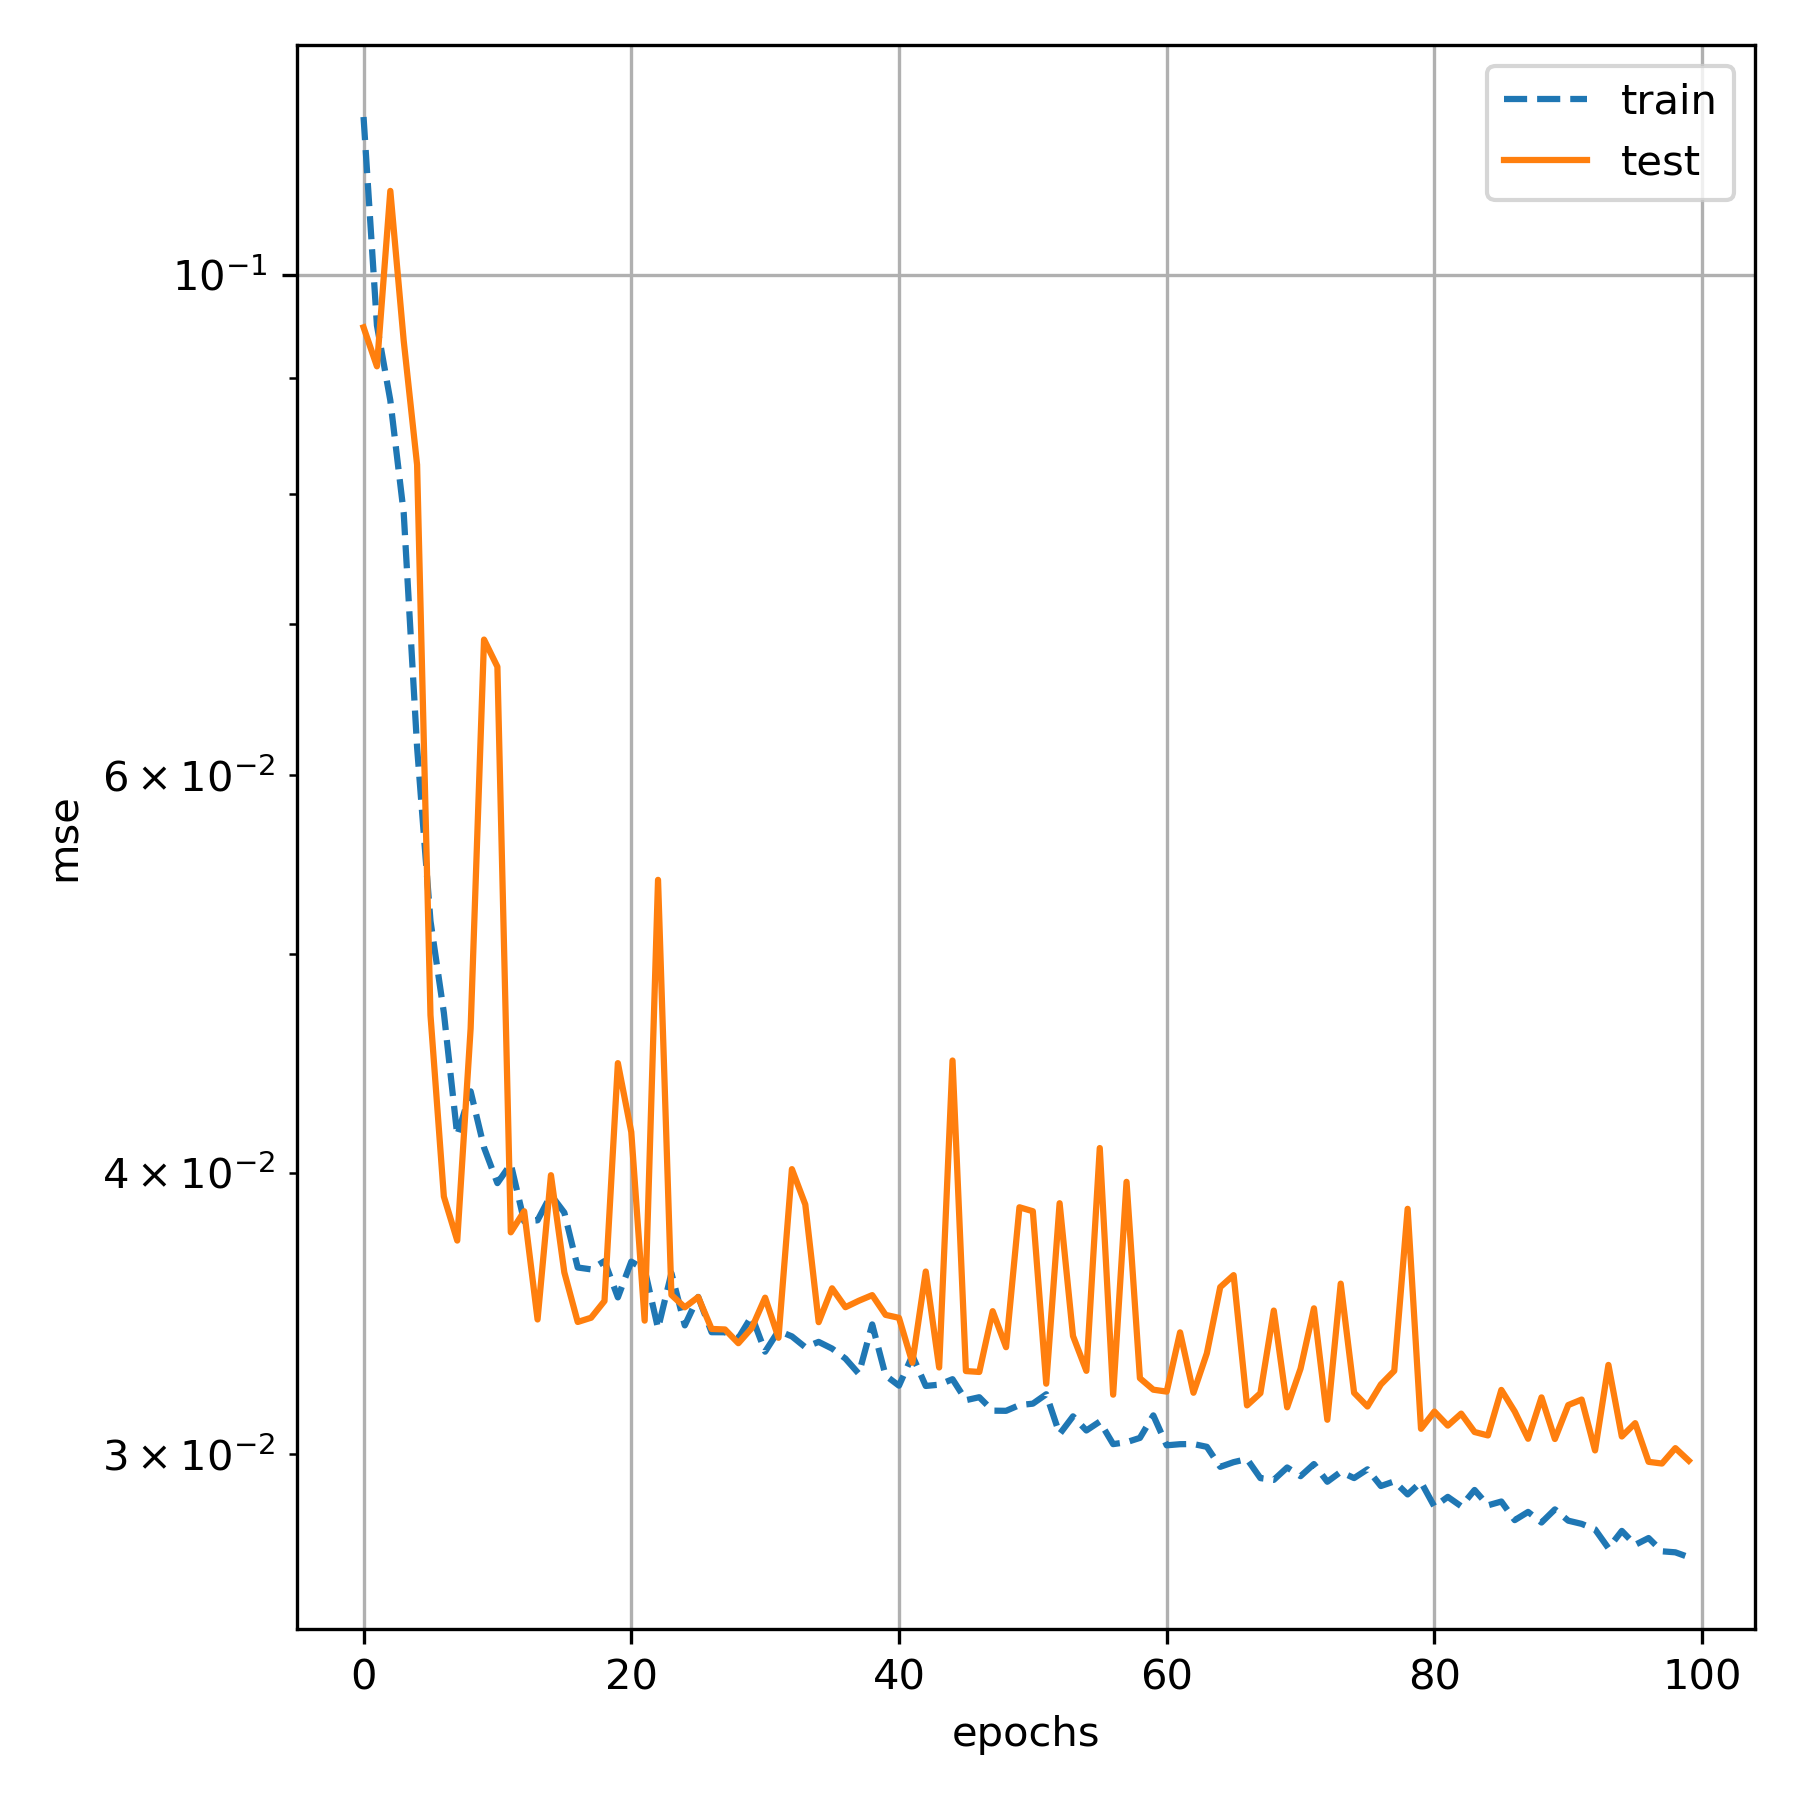 train
test
10⁻¹
6 × 10⁻²
4 × 10⁻²
3 × 10⁻²
mse
0 20 40 60 80 100
epochs